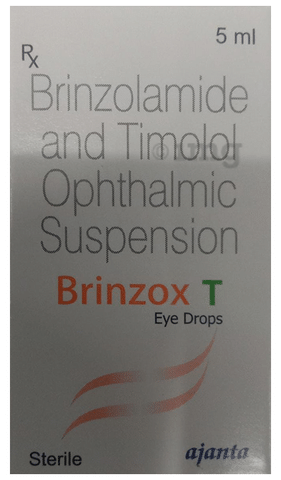 5 ml
Rx
Brinzolamide
and Timolol
Ophthalmic
Suspension
Brinzox T
Eye Drops
Sterile
ajanta